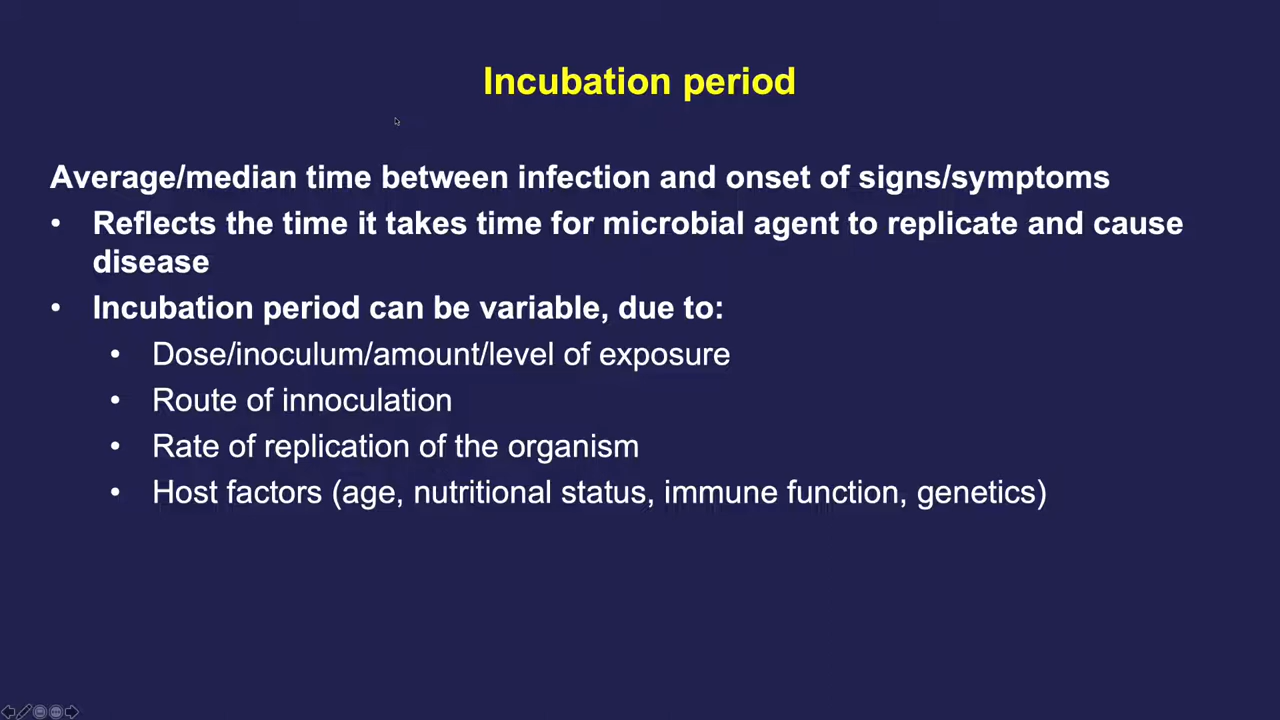 Incubation period
Average/median time between infection and onset of signs/symptoms
• Reflects the time it takes time for microbial agent to replicate and cause
disease
• Incubation period can be variable, due to:
• Dose/inoculum/amount/level of exposure
• Route of innoculation
• Rate of replication of the organism
• Host factors (age, nutritional status, immune function, genetics)